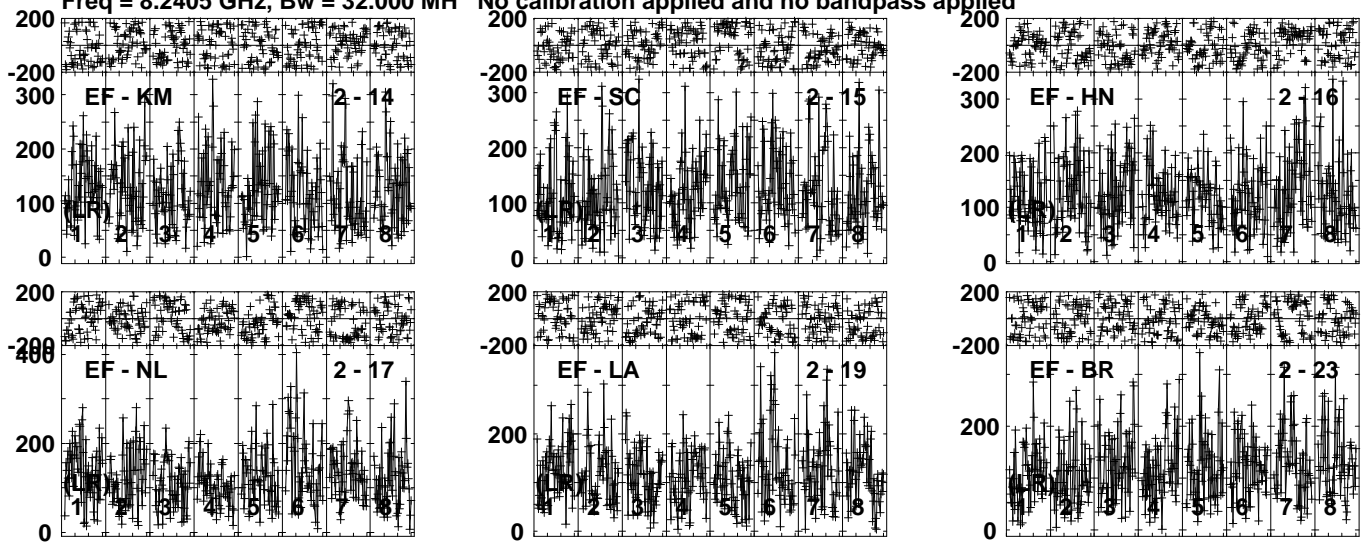 Freq = 8.2405 GHz, Bw = 32.000 MH No calibration applied and no bandpass applied
200 200 200
-200 -200 -200
300 EF - KM 2 - 14 300 EF - SC 2 - 15 300 EF - HN 2 - 16
200 200 200
100 (LR) 100 (LR) 100 (LR)
1 2 3 4 5 6 7 8 1 2 3 4 5 6 7 8 1 2 3 4 5 6 7 8
0 0 0
200 200 200
-200 -200 -200
400 EF - NL 2 - 17 EF - LA 2 - 19 EF - BR 2 - 23
200 200 200
(LR) (LR) (LR)
1 2 3 4 5 6 7 8 1 2 3 4 5 6 7 8 1 2 3 4 5 6 7 8
0 0 0